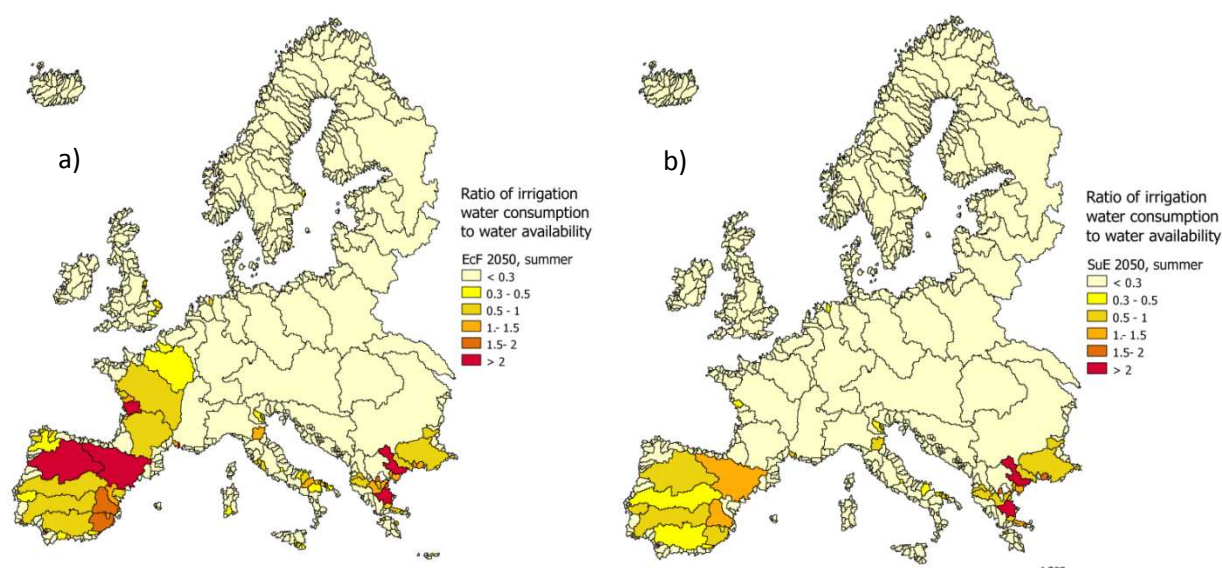 a)
Ratio of irrigation
water consumption
to water availability
EcF 2050, summer
< 0.3
0.3 - 0.5
0.5 - 1
1.- 1.5
1.5- 2
> 2
b)
Ratio of irrigation
water consumption
to water availability
SuE 2050, summer
< 0.3
0.3 - 0.5
0.5 - 1
1.- 1.5
1.5- 2
> 2